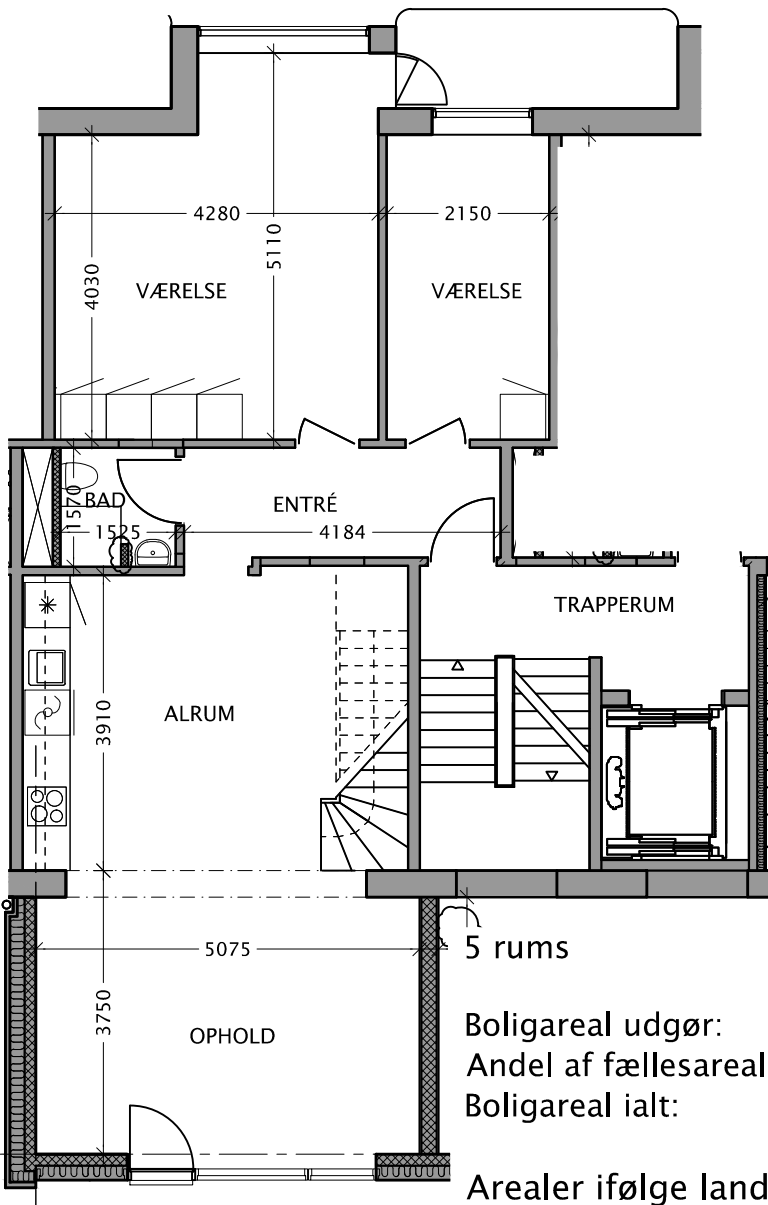 4280
2150
5110
4030
VÆRELSE
VÆRELSE
BAD
1570
1525
ENTRÉ
4184
TRAPPERUM
3910
ALRUM
5075
5 rums
3750
OPHOLD
Boligareal udgør:
Andel af fællesareal
Boligareal ialt:
Arealer ifølge land